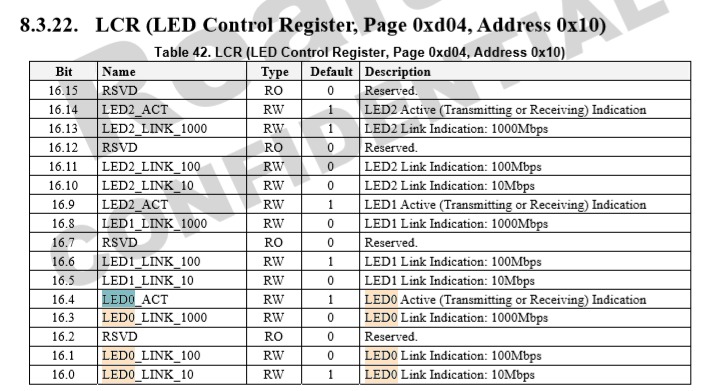 8.3.22. LCR (LED Control Register, Page 0xd04, Address 0x10)
Table 42. LCR (LED Control Register, Page 0xd04, Address 0x10)
Bit Name Type Default Description
16.15 RSVD RO 0 Reserved.
16.14 LED2_ACT RW 1 LED2 Active (Transmitting or Receiving) Indication
16.13 LED2_LINK_1000 RW 1 LED2 Link Indication: 1000Mbps
16.12 RSVD RO 0 Reserved.
16.11 LED2_LINK_100 RW 0 LED2 Link Indication: 100Mbps
16.10 LED2_LINK_10 RW 0 LED2 Link Indication: 10Mbps
16.9 LED2_ACT RW 1 LED1 Active (Transmitting or Receiving) Indication
16.8 LED1_LINK_1000 RW 0 LED1 Link Indication: 1000Mbps
16.7 RSVD RO 0 Reserved.
16.6 LED1_LINK_100 RW 1 LED1 Link Indication: 100Mbps
16.5 LED1_LINK_10 RW 0 LED1 Link Indication: 10Mbps
16.4 LED0_ACT RW 1 LED0 Active (Transmitting or Receiving) Indication
16.3 LED0_LINK_1000 RW 0 LED0 Link Indication: 1000Mbps
16.2 RSVD RO 0 Reserved.
16.1 LED0_LINK_100 RW 0 LED0 Link Indication: 100Mbps
16.0 LED0_LINK_10 RW 1 LED0 Link Indication: 10Mbps
CONFIDENTIAL